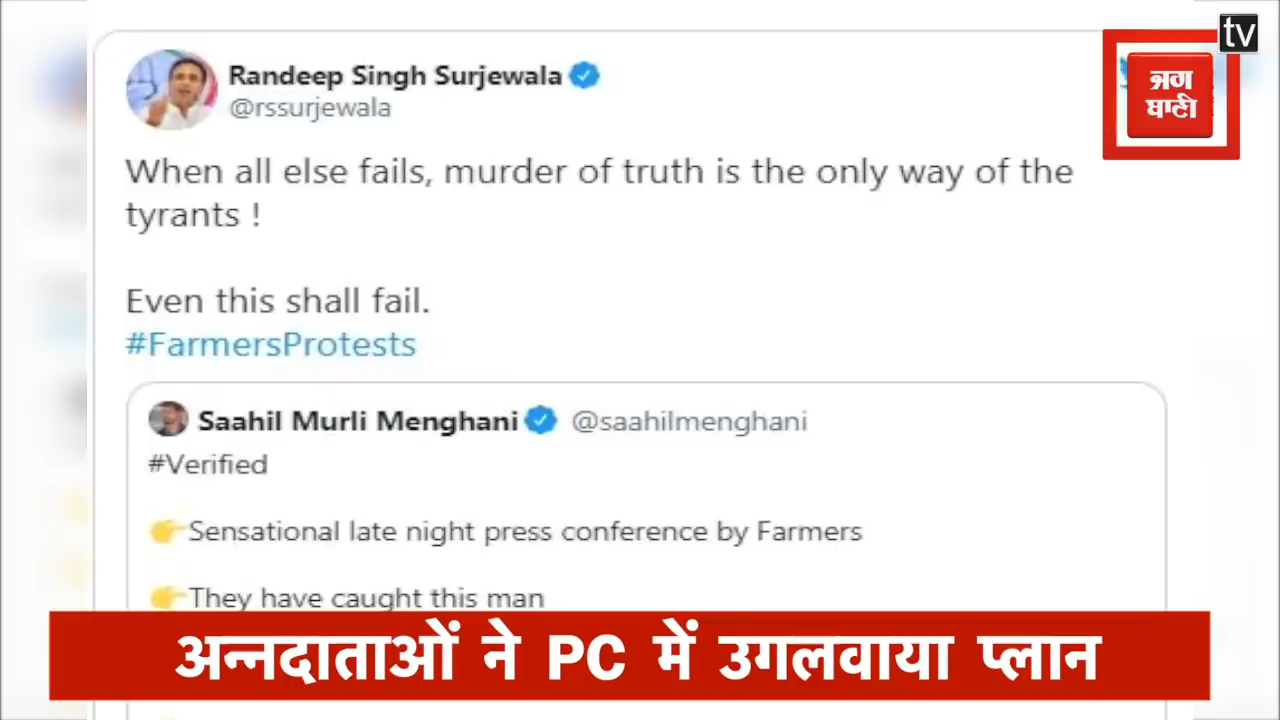 tv
ਜਗ
ਬਾਣੀ
Randeep Singh Surjewala
@rssurjewala
When all else fails, murder of truth is the only way of the
tyrants !
Even this shall fail.
#FarmersProtests
Saahil Murli Menghani @saahilmenghani
#Verified
👉Sensational late night press conference by Farmers
👉They have caught this man
अन्नदाताओं ने PC में उगलवाया प्लान